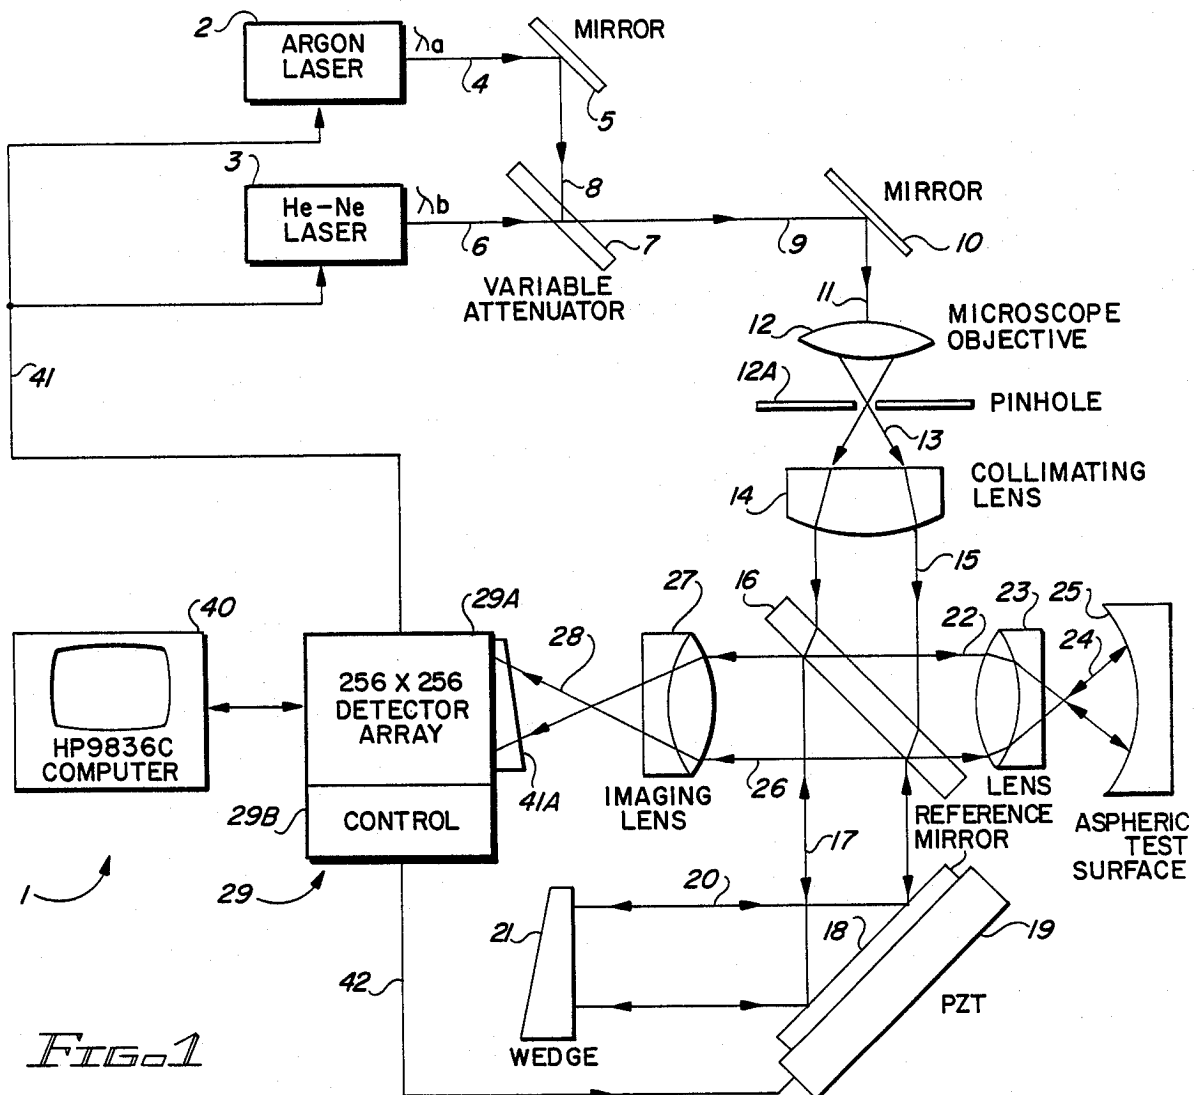 2
ARGON
LASER
λa
4
MIRROR
5
3
He-Ne
LASER
λb
6
8
7
VARIABLE
ATTENUATOR
9
MIRROR
10
11
12
MICROSCOPE
OBJECTIVE
12A
PINHOLE
13
14
COLLIMATING
LENS
15
41
40
HP9836C
COMPUTER
29A
256 X 256
DETECTOR
ARRAY
29B
CONTROL
29
1
28
41A
27
IMAGING
LENS
16
26
22
23
LENS
24
25
ASPHERIC
TEST
SURFACE
REFERENCE
MIRROR
17
20
18
19
PZT
21
WEDGE
42
FIG.1